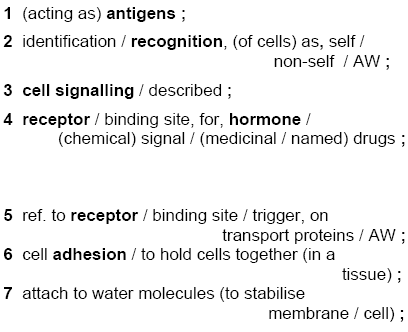 1 (acting as) antigens ;
2 identification / recognition, (of cells) as, self /
non-self / AW ;
3 cell signalling / described ;
4 receptor / binding site, for, hormone /
(chemical) signal / (medicinal / named) drugs ;
5 ref. to receptor / binding site / trigger, on
transport proteins / AW ;
6 cell adhesion / to hold cells together (in a
tissue) ;
7 attach to water molecules (to stabilise
membrane / cell) ;